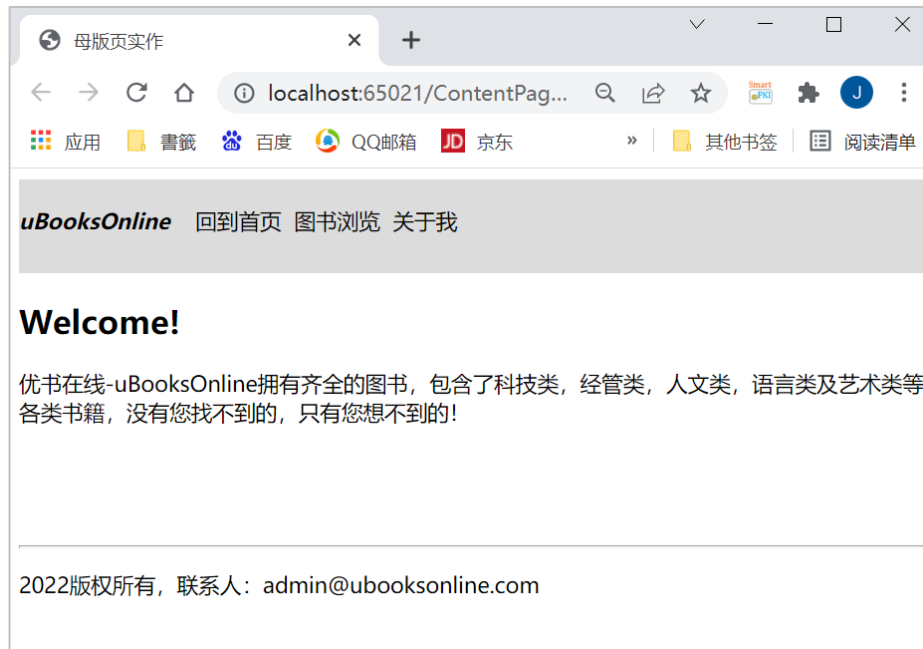 母版页实作
localhost:65021/ContentPag...
Smart
PKI
J
应用 書籤 百度 QQ邮箱 JD 京东 » 其他书签 阅读清单
uBooksOnline 回到首页 图书浏览 关于我
Welcome!
优书在线-uBooksOnline拥有齐全的图书，包含了科技类，经管类，人文类，语言类及艺术类等
各类书籍，没有您找不到的，只有您想不到的！
2022版权所有，联系人：admin@ubooksonline.com